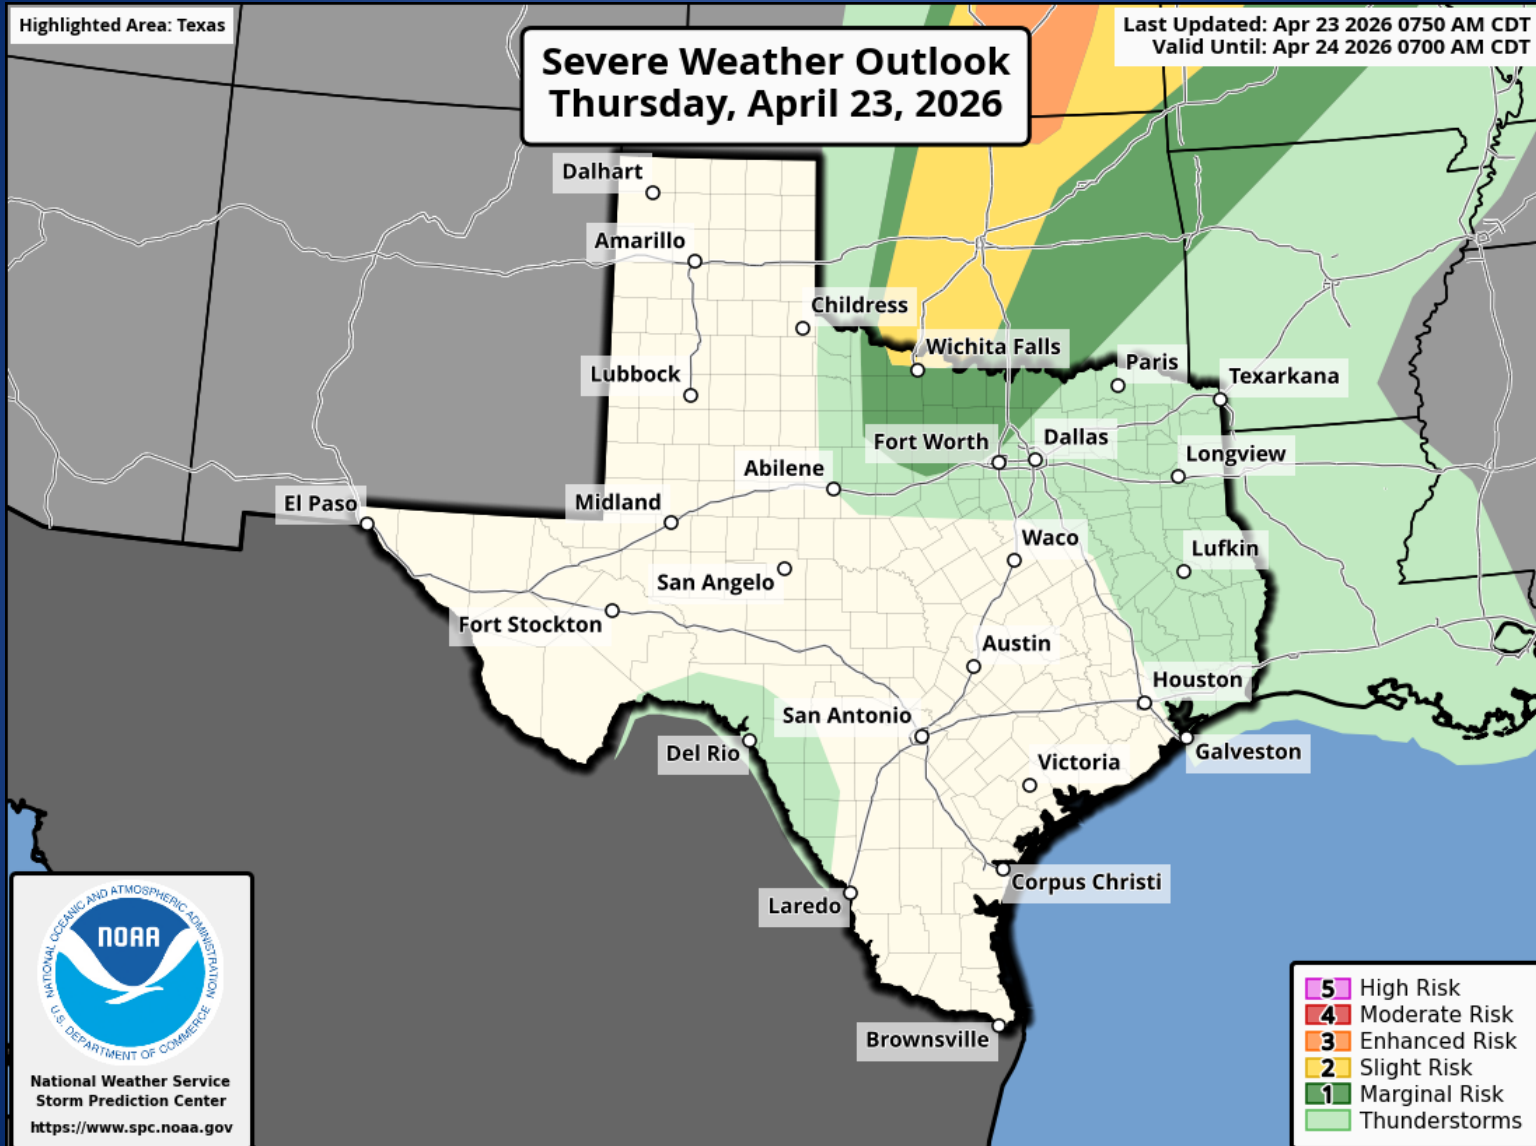 Highlighted Area: Texas
Severe Weather Outlook
Thursday, April 23, 2026
Last Updated: Apr 23 2026 0750 AM CDT
Valid Until: Apr 24 2026 0700 AM CDT
Dalhart
Amarillo
Childress
Wichita Falls
Paris
Lubbock
Texarkana
Fort Worth
Dallas
Longview
Abilene
El Paso
Midland
Waco
Lufkin
San Angelo
Fort Stockton
Austin
Houston
San Antonio
Del Rio
Galveston
Victoria
Corpus Christi
Laredo
Brownsville
NATIONAL OCEANIC AND ATMOSPHERIC ADMINISTRATION
NOAA
U.S. DEPARTMENT OF COMMERCE
National Weather Service
Storm Prediction Center
https://www.spc.noaa.gov
5 High Risk
4 Moderate Risk
3 Enhanced Risk
2 Slight Risk
1 Marginal Risk
Thunderstorms